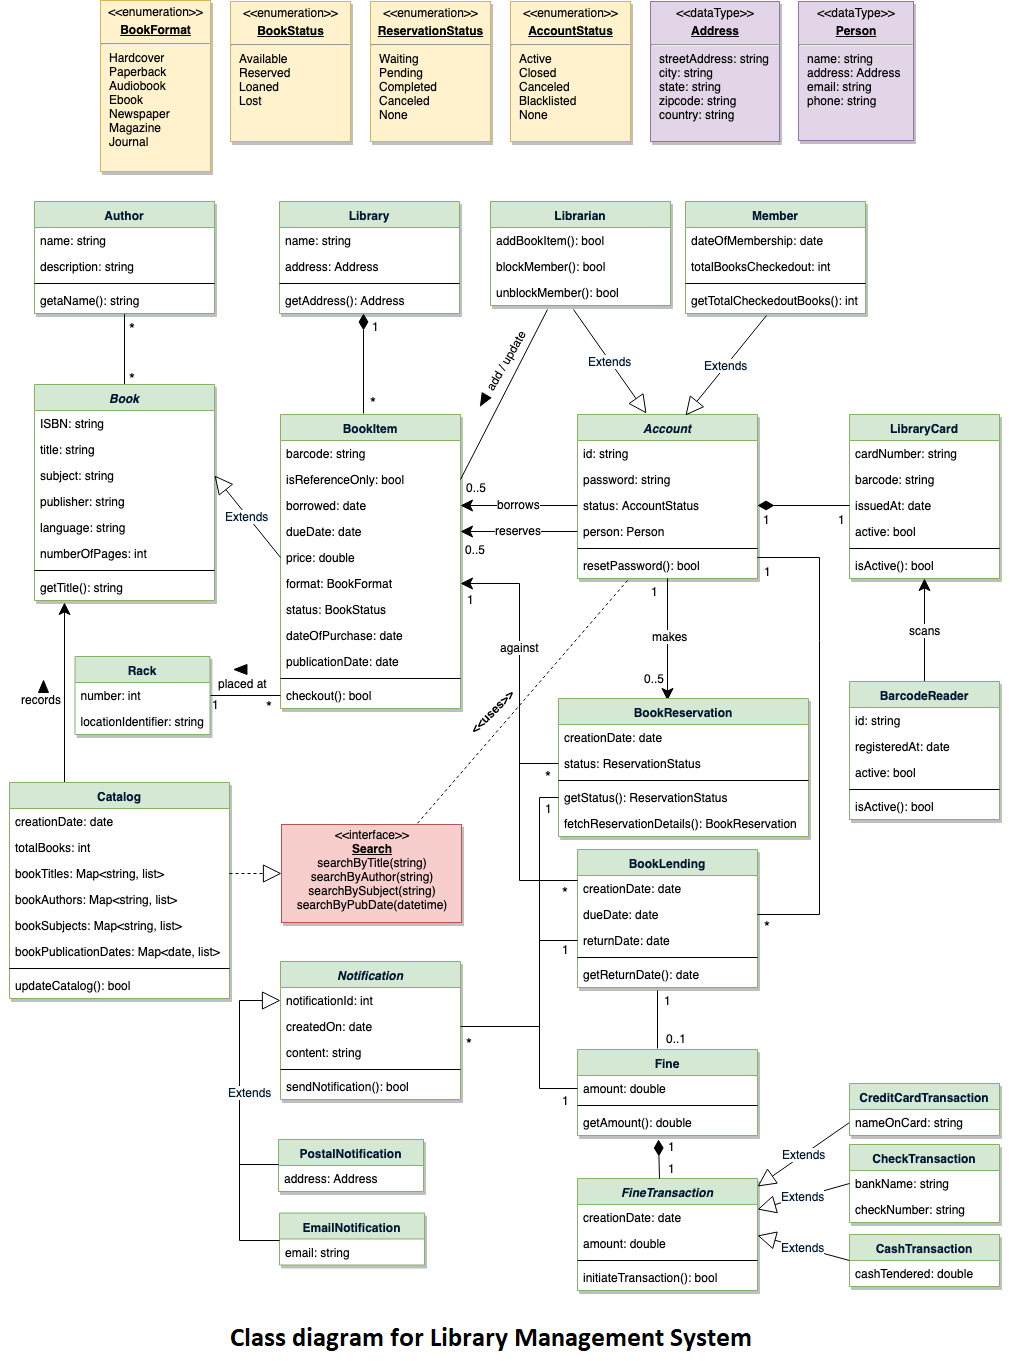 <<enumeration>>
BookFormat
Hardcover
Paperback
Audiobook
Ebook
Newspaper
Magazine
Journal
<<enumeration>>
BookStatus
Available
Reserved
Loaned
Lost
<<enumeration>>
ReservationStatus
Waiting
Pending
Completed
Canceled
None
<<enumeration>>
AccountStatus
Active
Closed
Canceled
Blacklisted
None
<<dataType>>
Address
streetAddress: string
city: string
state: string
zipcode: string
country: string
<<dataType>>
Person
name: string
address: Address
email: string
phone: string
Author
name: string
description: string
getaName(): string
*
*
Library
name: string
address: Address
getAddress(): Address
1
*
Librarian
addBookItem(): bool
blockMember(): bool
unblockMember(): bool
add / update
Extends
Member
dateOfMembership: date
totalBooksCheckedout: int
getTotalCheckedoutBooks(): int
Extends
Book
ISBN: string
title: string
subject: string
publisher: string
language: string
numberOfPages: int
getTitle(): string
Extends
BookItem
barcode: string
isReferenceOnly: bool
borrowed: date
dueDate: date
price: double
format: BookFormat
status: BookStatus
dateOfPurchase: date
publicationDate: date
checkout(): bool
0..5
borrows
reserves
0..5
1
against
Account
id: string
password: string
status: AccountStatus
person: Person
resetPassword(): bool
1
1
1
1
makes
0..5
LibraryCard
cardNumber: string
barcode: string
issuedAt: date
active: bool
isActive(): bool
scans
BarcodeReader
id: string
registeredAt: date
active: bool
isActive(): bool
Rack
number: int
locationIdentifier: string
placed at
1
*
records
<<uses>>
BookReservation
creationDate: date
status: ReservationStatus
getStatus(): ReservationStatus
fetchReservationDetails(): BookReservation
*
1
Catalog
creationDate: date
totalBooks: int
bookTitles: Map<string, list>
bookAuthors: Map<string, list>
bookSubjects: Map<string, list>
bookPublicationDates: Map<date, list>
updateCatalog(): bool
<<interface>>
Search
searchByTitle(string)
searchByAuthor(string)
searchBySubject(string)
searchByPubDate(datetime)
BookLending
creationDate: date
dueDate: date
returnDate: date
getReturnDate(): date
*
1
*
1
0..1
Notification
notificationId: int
createdOn: date
content: string
sendNotification(): bool
*
Extends
PostalNotification
address: Address
EmailNotification
email: string
Fine
amount: double
getAmount(): double
1
1
1
FineTransaction
creationDate: date
amount: double
initiateTransaction(): bool
CreditCardTransaction
nameOnCard: string
Extends
CheckTransaction
bankName: string
checkNumber: string
Extends
CashTransaction
cashTendered: double
Extends
Class diagram for Library Management System